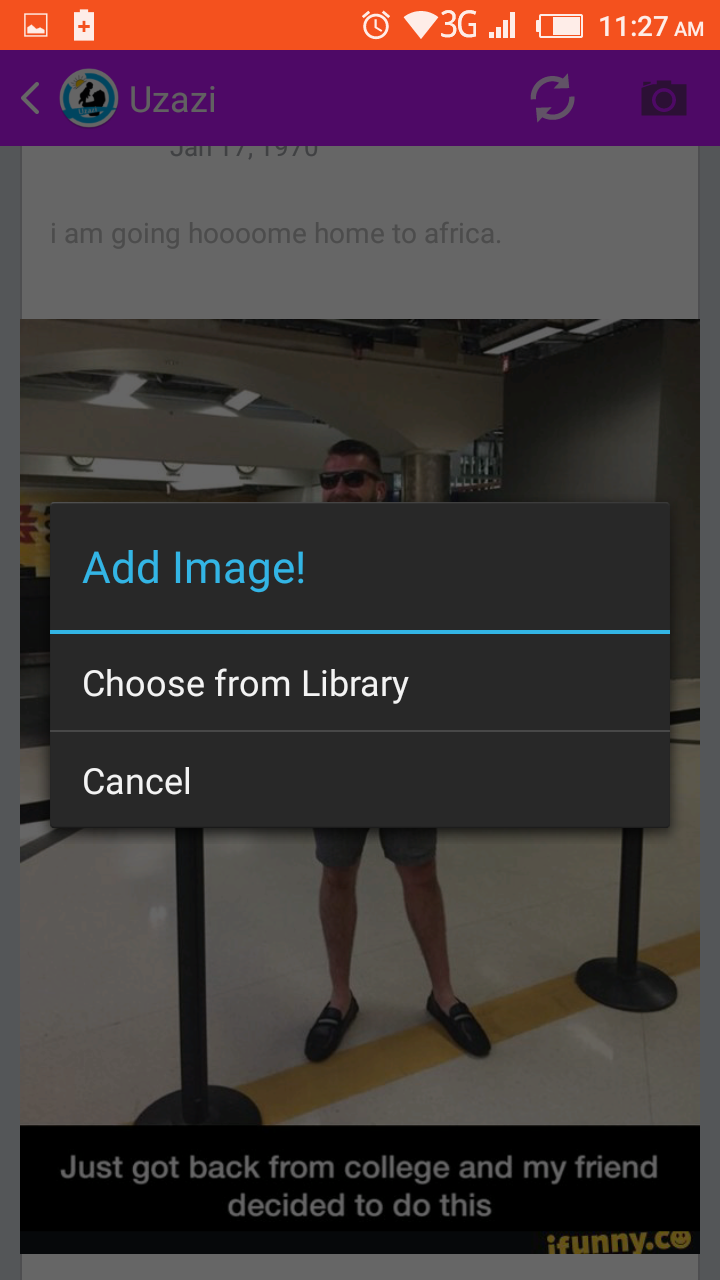 3G
11:27 AM
Uzazi
Jan 17, 1970
i am going hoooome home to africa.
Add Image!
Choose from Library
Cancel
Just got back from college and my friend
decided to do this
ifunny.co